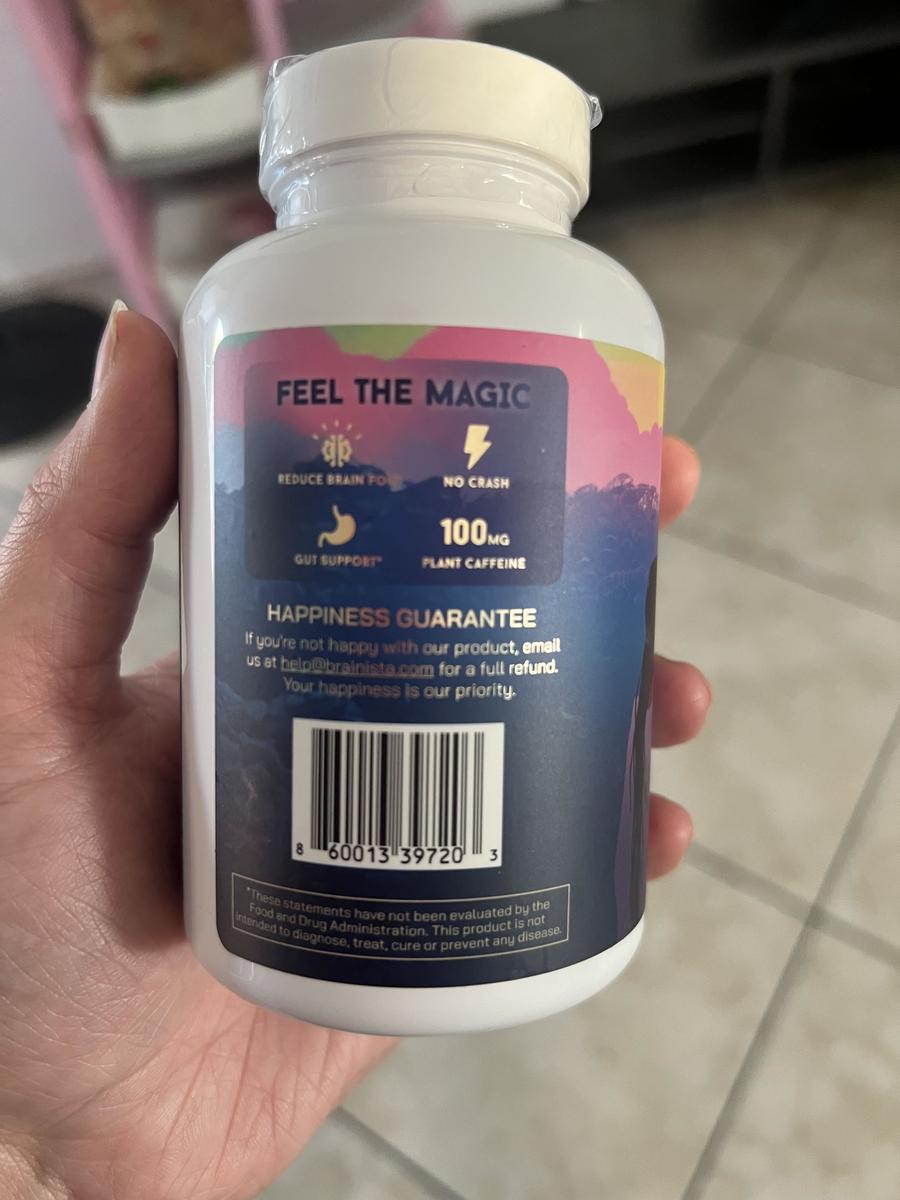 FEEL THE MAGIC
REDUCE BRAIN FOG*
NO CRASH
GUT SUPPORT*
100MG
PLANT CAFFEINE
HAPPINESS GUARANTEE
If you're not happy with our product, email
us at help@brainista.com for a full refund.
Your happiness is our priority.
8 60013 39720 3
*These statements have not been evaluated by the
Food and Drug Administration. This product is not
intended to diagnose, treat, cure or prevent any disease.